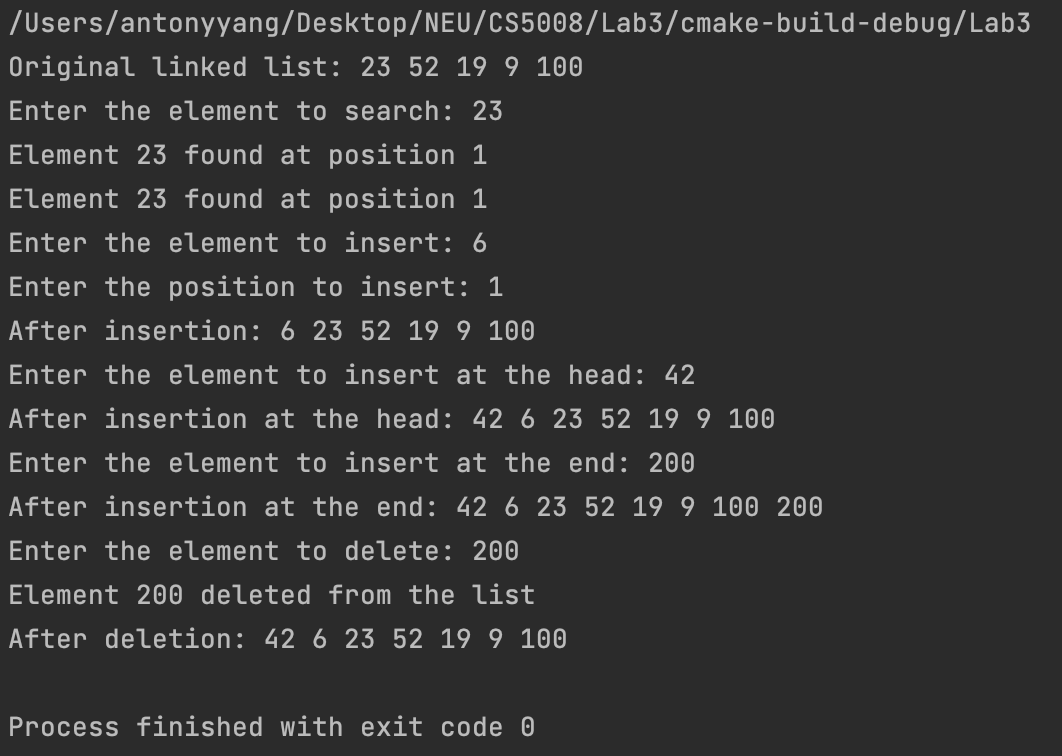 /Users/antonyyang/Desktop/NEU/CS5008/Lab3/cmake-build-debug/Lab3
Original linked list: 23 52 19 9 100
Enter the element to search: 23
Element 23 found at position 1
Element 23 found at position 1
Enter the element to insert: 6
Enter the position to insert: 1
After insertion: 6 23 52 19 9 100
Enter the element to insert at the head: 42
After insertion at the head: 42 6 23 52 19 9 100
Enter the element to insert at the end: 200
After insertion at the end: 42 6 23 52 19 9 100 200
Enter the element to delete: 200
Element 200 deleted from the list
After deletion: 42 6 23 52 19 9 100
Process finished with exit code 0